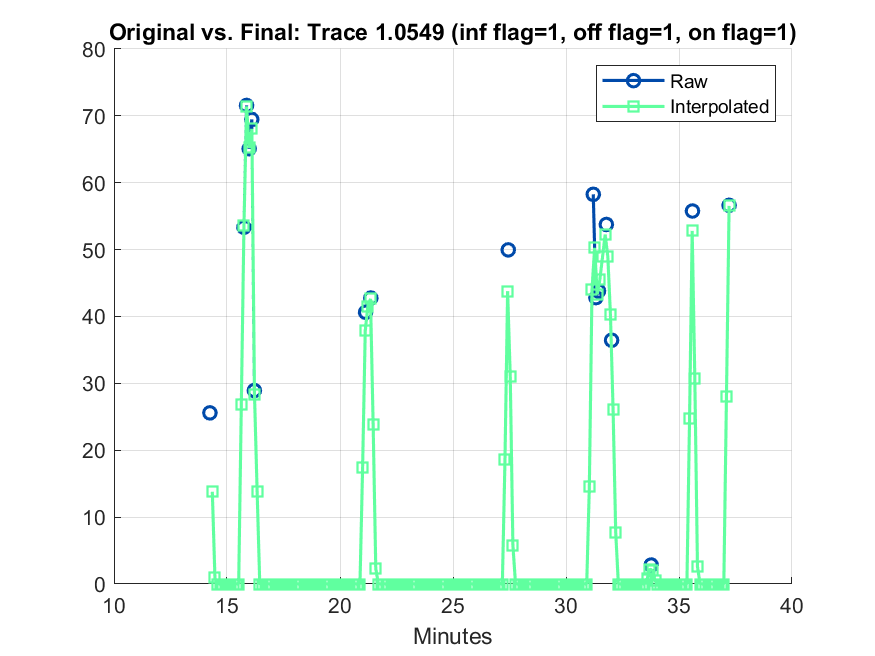 Original vs. Final: Trace 1.0549 (inf flag=1, off flag=1, on flag=1)
80
70
60
50
40
30
20
10
0
Raw
Interpolated
10 15 20 25 30 35 40
Minutes